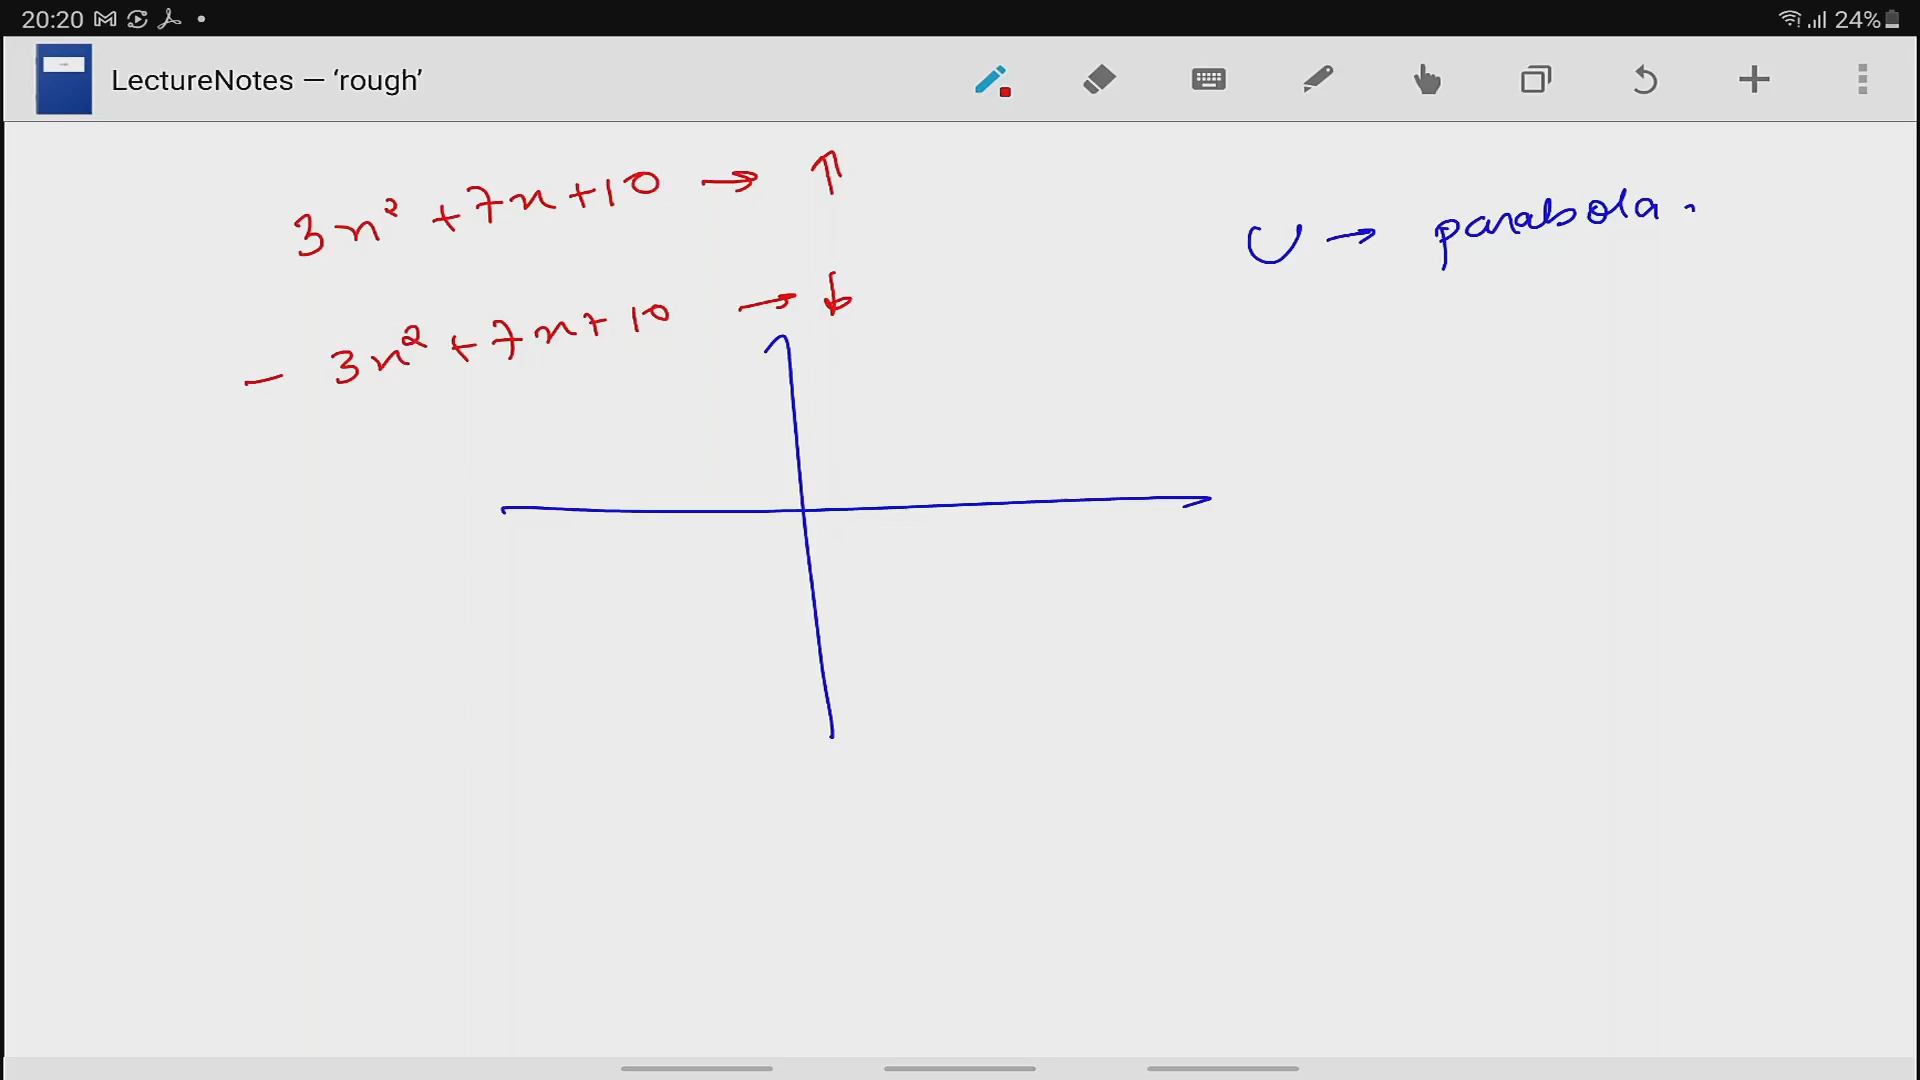 20:20
24%
LectureNotes — ‘rough’
3x² + 7x + 10 → ↑
∪ → parabola.
- 3x² + 7x + 10 → ↓